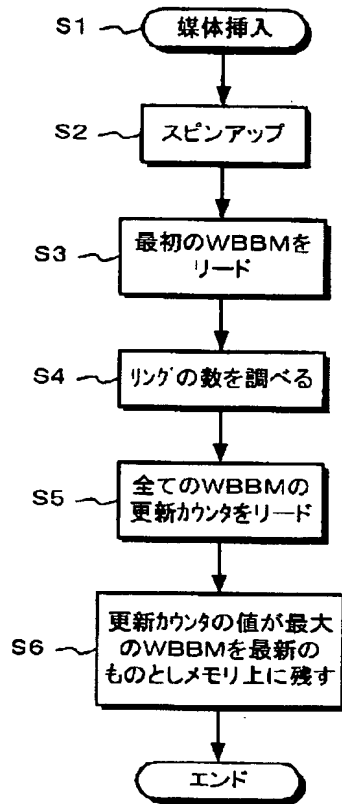 S1 媒体挿入
S2 スピンアップ
S3 最初のWBBMを
リード
S4 リングの数を調べる
S5 全てのWBBMの
更新カウンタをリード
S6 更新カウンタの値が最大
のWBBMを最新の
ものとしメモリ上に残す
エンド